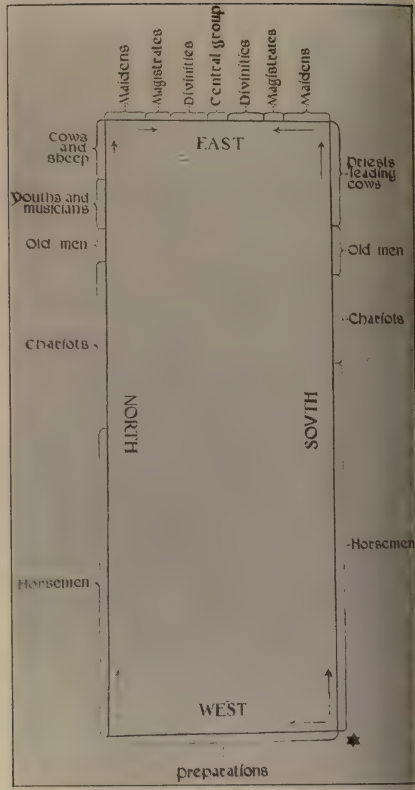 Maidens
Magistrates
Divinities
Central group
Divinities
Magistrates
Maidens
EAST
Cows
and
sheep
Priests
leading
cows
Youths and
musicians
Old men
Old men
Chariots
Chariots
NORTH
SOVTH
Horsemen
Horsemen
WEST
preparations